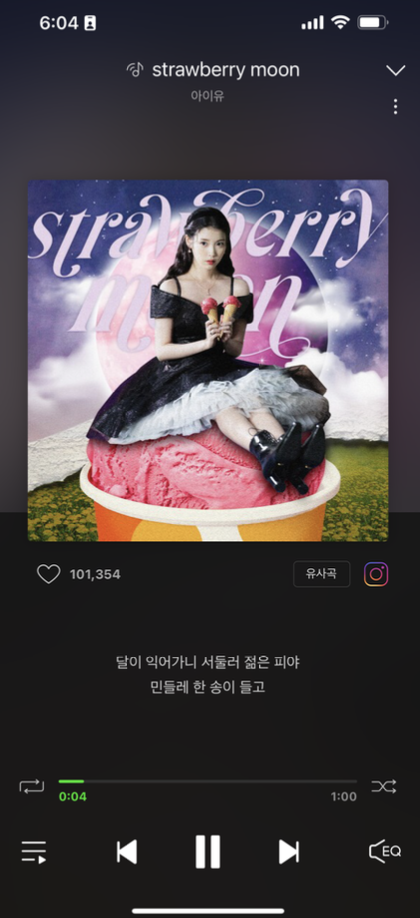 6:04
strawberry moon
아이유
strawberry
moon
101,354
유사곡
달이 익어가니 서둘러 젊은 피야
민들레 한 송이 들고
0:04
1:00
EQ